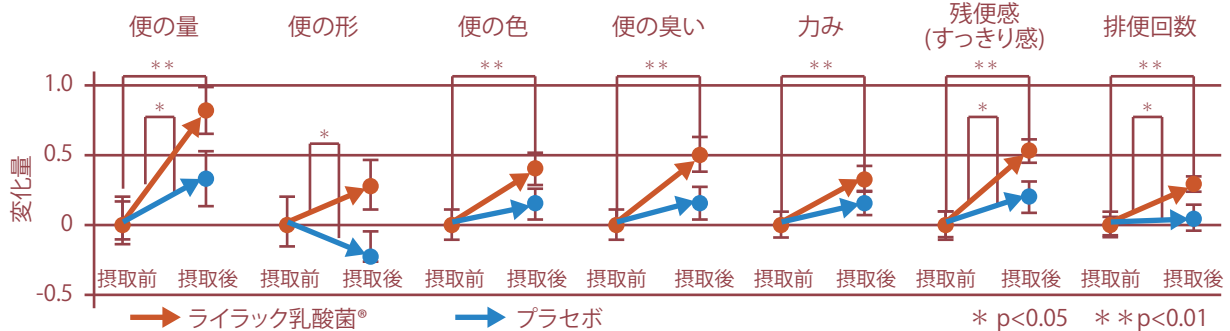 便の量 便の形 便の色 便の臭い 力み 残便感 排便回数
(すっきり感)
＊＊ ＊＊ ＊＊ ＊＊ ＊＊ ＊＊
1.0
＊ ＊ ＊
＊
0.5
変化量
0
摂取前 摂取後 摂取前 摂取後 摂取前 摂取後 摂取前 摂取後 摂取前 摂取後 摂取前 摂取後 摂取前 摂取後
-0.5
ライラック乳酸菌® プラセボ ＊ p<0.05 ＊＊p<0.01